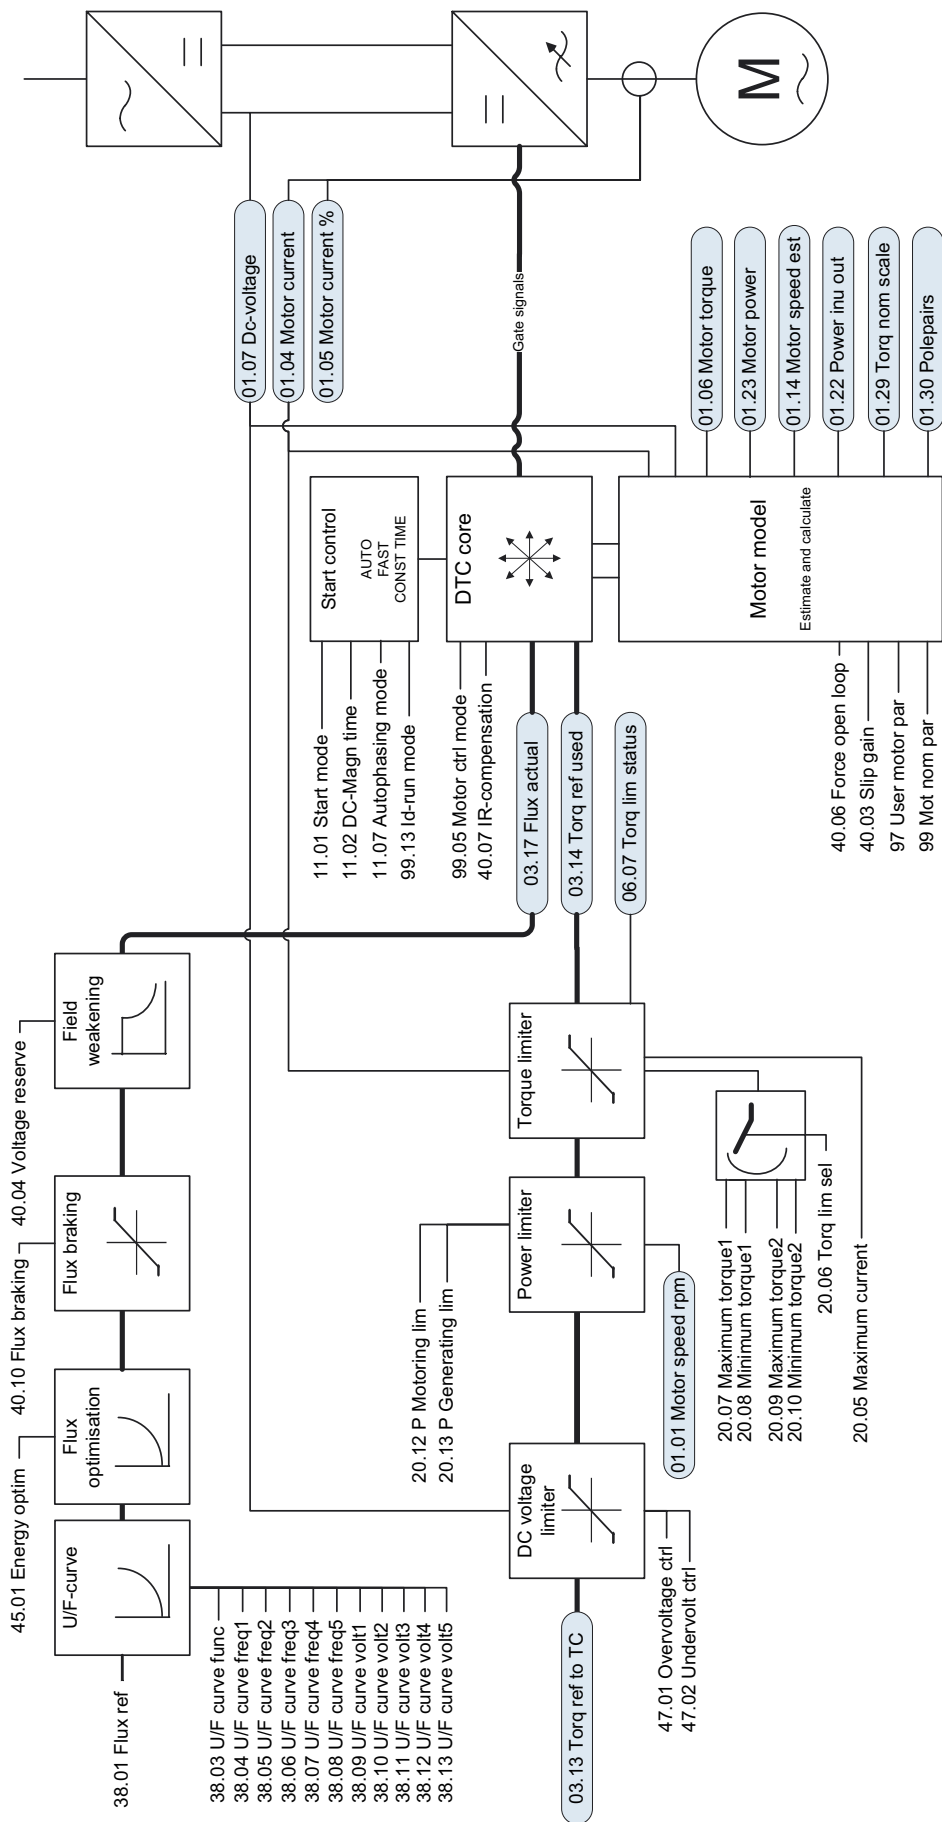 38.01 Flux ref
U/F-curve
38.03 U/F curve func
38.04 U/F curve freq1
38.05 U/F curve freq2
38.06 U/F curve freq3
38.07 U/F curve freq4
38.08 U/F curve freq5
38.09 U/F curve volt1
38.10 U/F curve volt2
38.11 U/F curve volt3
38.12 U/F curve volt4
38.13 U/F curve volt5
45.01 Energy optim
Flux
optimisation
40.10 Flux braking
Flux braking
40.04 Voltage reserve
Field
weakening
03.13 Torq ref to TC
DC voltage
limiter
47.01 Overvoltage ctrl
47.02 Undervolt ctrl
20.12 P Motoring lim
20.13 P Generating lim
Power limiter
01.01 Motor speed rpm
Torque limiter
20.07 Maximum torque1
20.08 Minimum torque1
20.09 Maximum torque2
20.10 Minimum torque2
20.06 Torq lim sel
20.05 Maximum current
11.01 Start mode
11.02 DC-Magn time
11.07 Autophasing mode
99.13 Id-run mode
Start control
AUTO
FAST
CONST TIME
99.05 Motor ctrl mode
40.07 IR-compensation
03.17 Flux actual
03.14 Torq ref used
06.07 Torq lim status
DTC core
40.06 Force open loop
40.03 Slip gain
97 User motor par
99 Mot nom par
Motor model
Estimate and calculate
01.07 Dc-voltage
01.04 Motor current
01.05 Motor current %
Gate signals
01.06 Motor torque
01.23 Motor power
01.14 Motor speed est
01.22 Power inu out
01.29 Torq nom scale
01.30 Polepairs
M